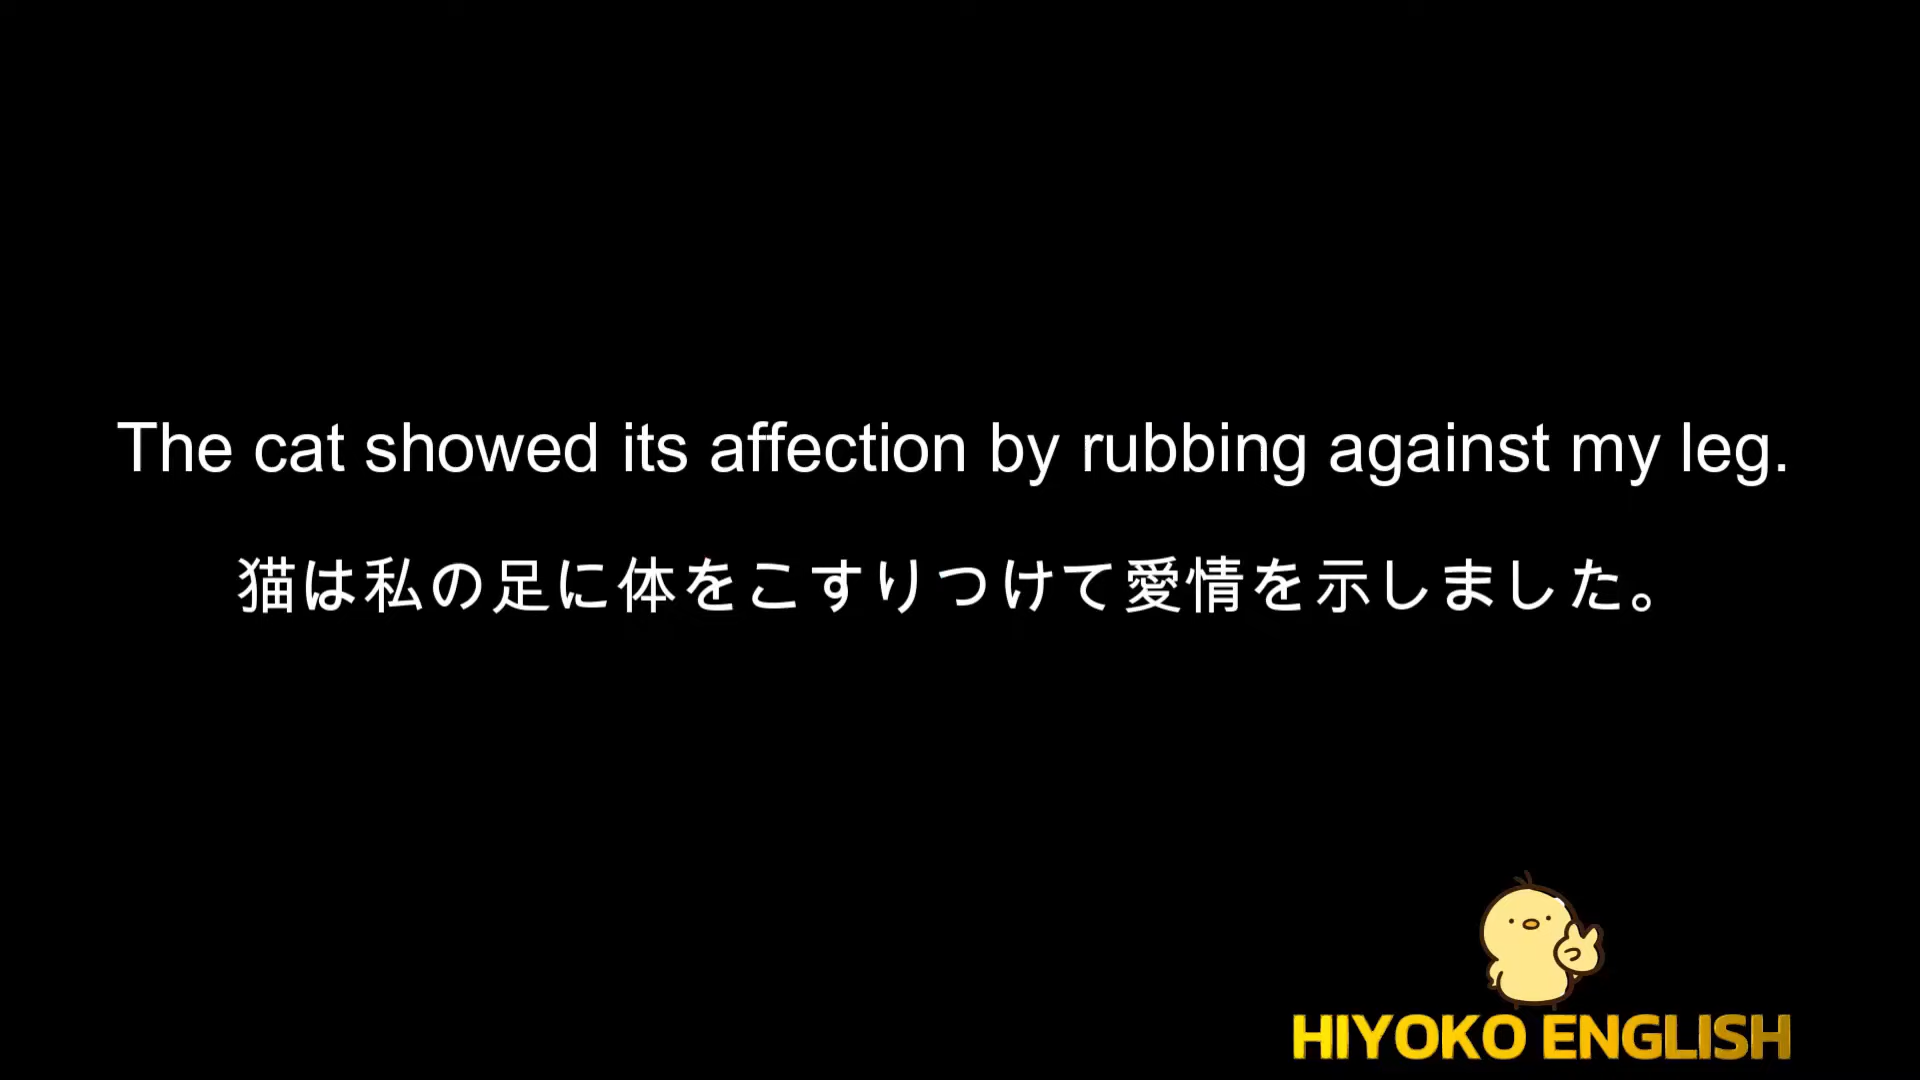 The cat showed its affection by rubbing against my leg.
猫は私の足に体をこすりつけて愛情を示しました。
HIYOKO ENGLISH